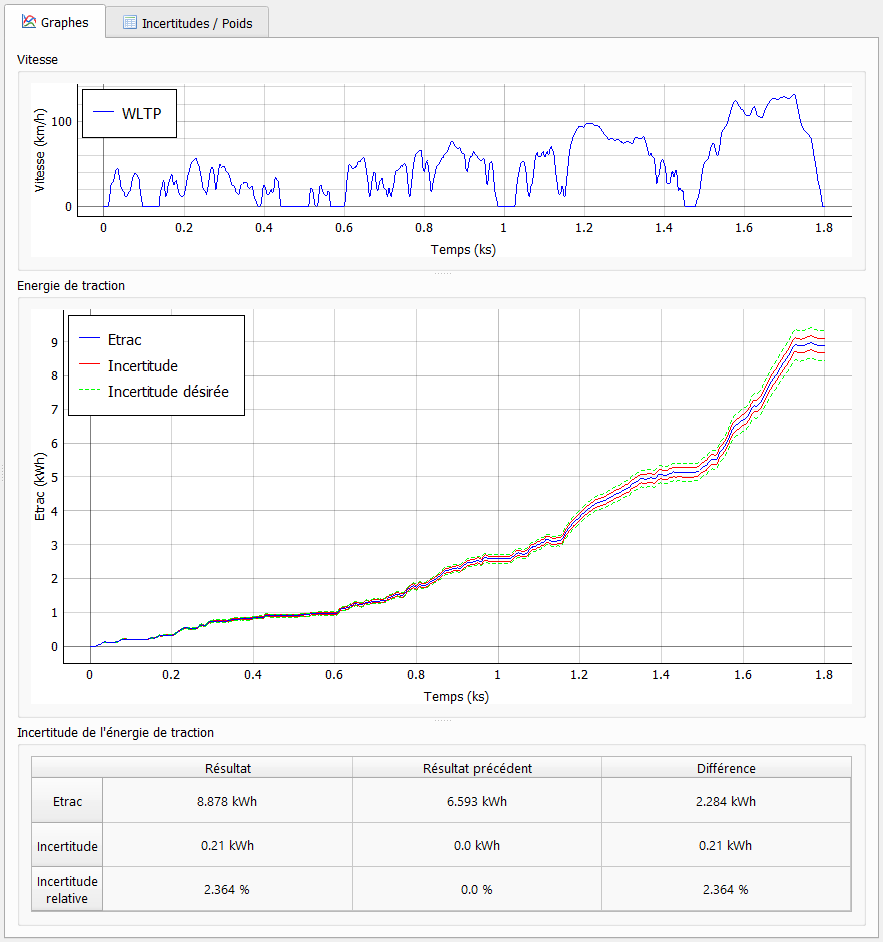 Graphes
Incertitudes / Poids
Vitesse
WLTP
Vitesse (km/h)
100
0
0 0.2 0.4 0.6 0.8 1 1.2 1.4 1.6 1.8
Temps (ks)
Energie de traction
Etrac
Incertitude
Incertitude désirée
Etrac (kWh)
9
8
7
6
5
4
3
2
1
0
0 0.2 0.4 0.6 0.8 1 1.2 1.4 1.6 1.8
Temps (ks)
Incertitude de l'énergie de traction
Résultat Résultat précédent Différence
Etrac 8.878 kWh 6.593 kWh 2.284 kWh
Incertitude 0.21 kWh 0.0 kWh 0.21 kWh
Incertitude
relative 2.364 % 0.0 % 2.364 %